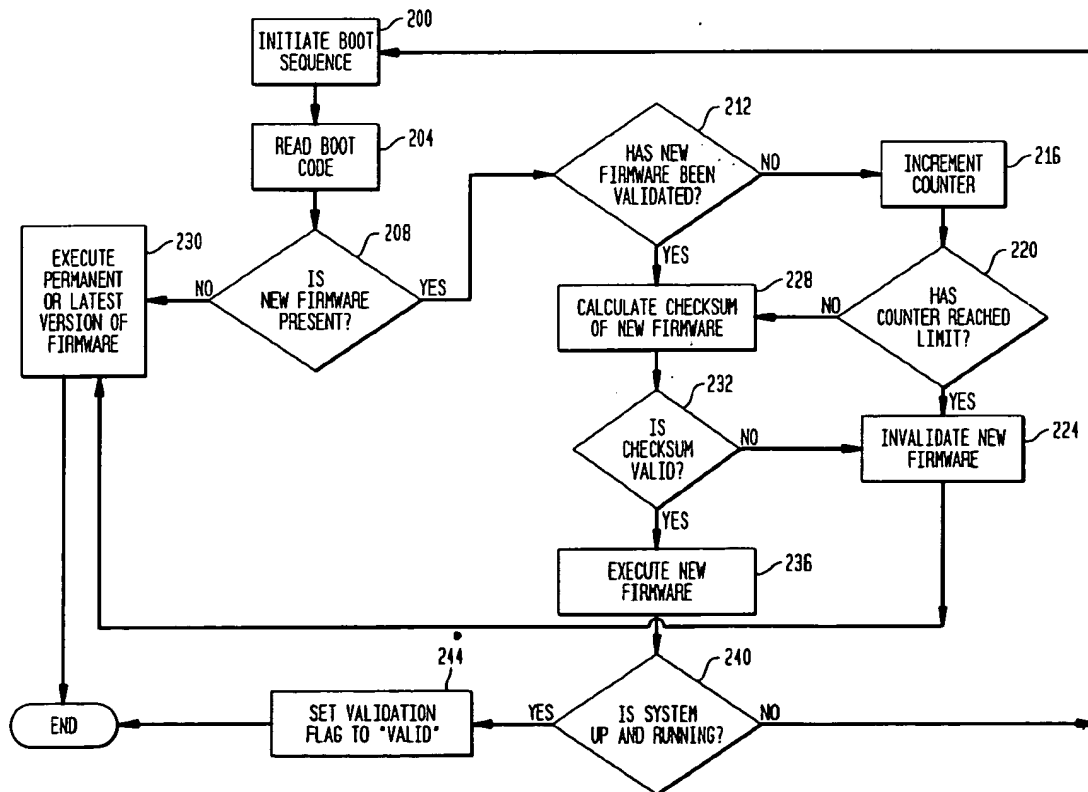 200
INITIATE BOOT
SEQUENCE
204
READ BOOT
CODE
208
IS
NEW FIRMWARE
PRESENT?
NO
YES
230
EXECUTE
PERMANENT
OR LATEST
VERSION OF
FIRMWARE
212
HAS NEW
FIRMWARE BEEN
VALIDATED?
NO
YES
216
INCREMENT
COUNTER
220
HAS
COUNTER REACHED
LIMIT?
NO
YES
228
CALCULATE CHECKSUM
OF NEW FIRMWARE
232
IS
CHECKSUM
VALID?
NO
YES
224
INVALIDATE NEW
FIRMWARE
236
EXECUTE NEW
FIRMWARE
240
IS SYSTEM
UP AND RUNNING?
YES
NO
244
SET VALIDATION
FLAG TO "VALID"
END